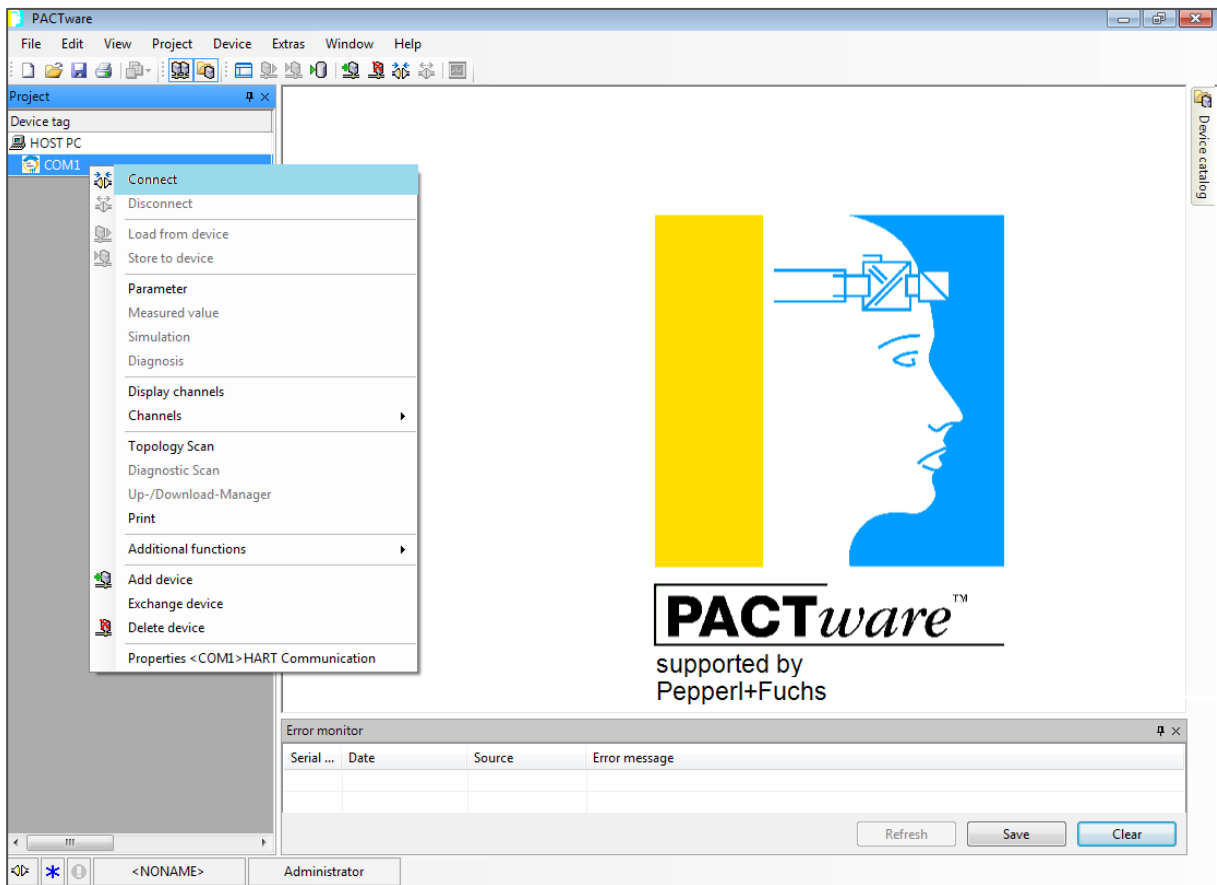 PACTware
File Edit View Project Device Extras Window Help
Project
Device tag
HOST PC
COM1
Connect
Disconnect
Load from device
Store to device
Parameter
Measured value
Simulation
Diagnosis
Display channels
Channels
Topology Scan
Diagnostic Scan
Up-/Download-Manager
Print
Additional functions
Add device
Exchange device
Delete device
Properties <COM1>HART Communication
Device catalog
PACTware™
supported by
Pepperl+Fuchs
Error monitor
Serial ... Date Source Error message
Refresh Save Clear
<NONAME> Administrator